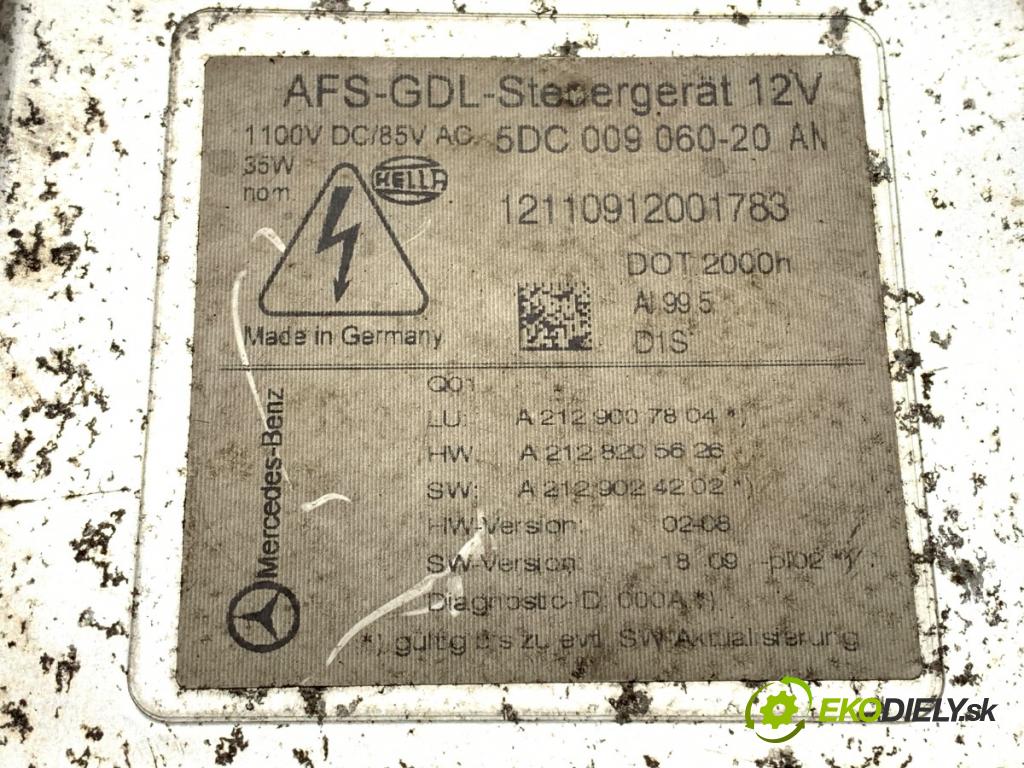 AFS-GDL-Steuergerät 12V
1100V DC/85V AC 5DC 009 060-20 AN
35W
nom.
HELLA
12110912001783
DOT 2000h
Al 99 5
D1S
Made in Germany
Mercedes-Benz
Q01
LU: A 212 900 78 04 *)
HW: A 212 820 56 26
SW: A 212 902 42 02 *)
HW-Version: 02-08
SW-Version: 18 09 -pl02 *)
Diagnostic-ID: 000A *)
*) gültig bis zu evtl. SW Aktualisierung
EKODIELY.sk